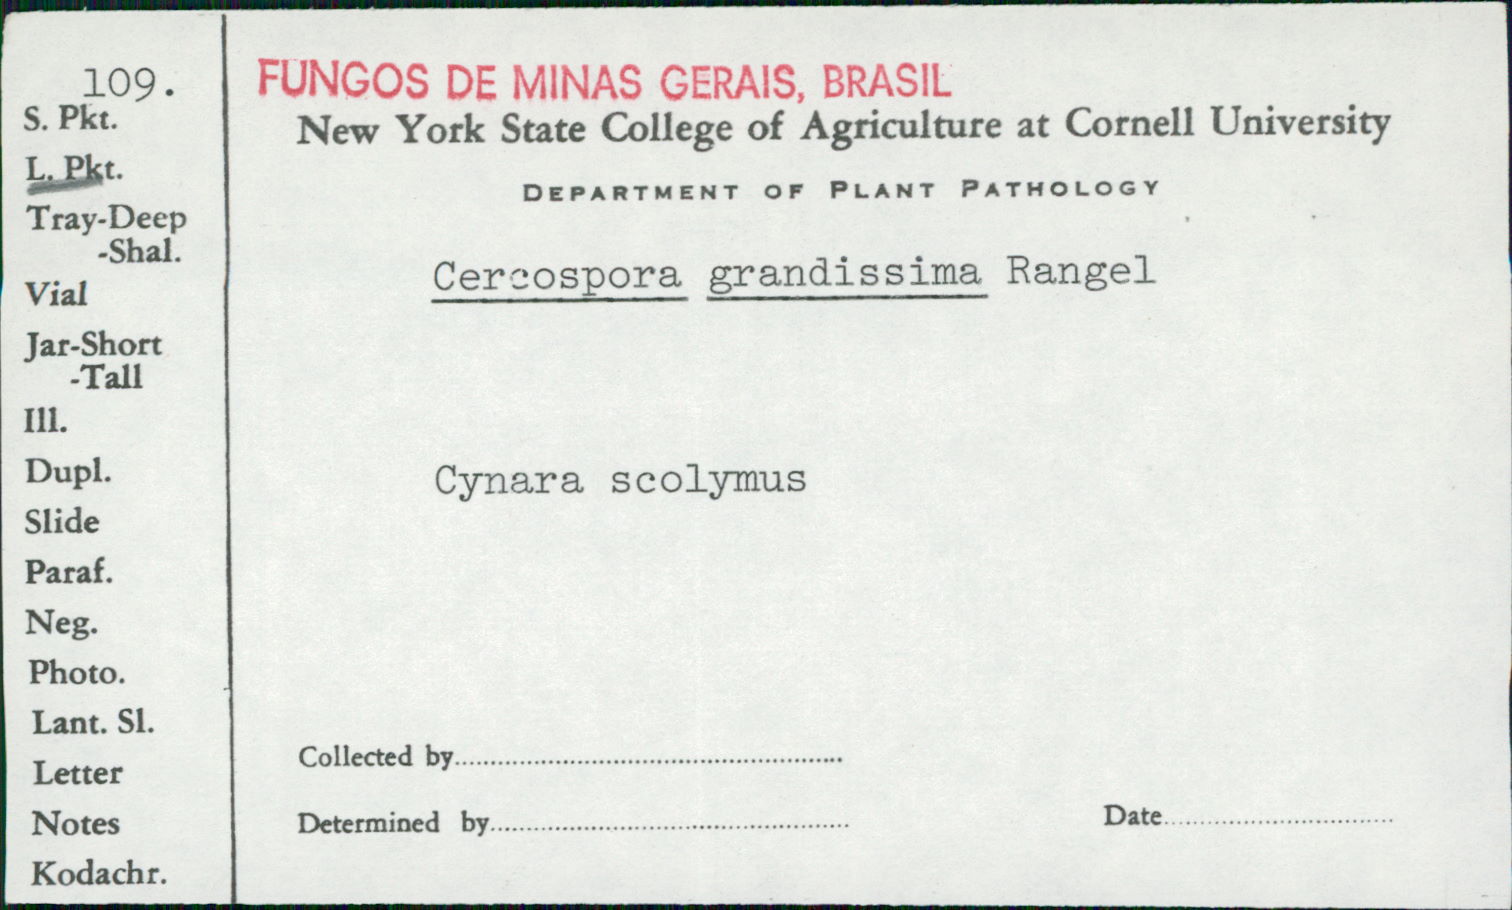 109.
S. Pkt.
L. Pkt.
Tray-Deep
-Shal.
Vial
Jar-Short
-Tall
Ill.
Dupl.
Slide
Paraf.
Neg.
Photo.
Lant. Sl.
Letter
Notes
Kodachr.
FUNGOS DE MINAS GERAIS, BRASIL
New York State College of Agriculture at Cornell University
DEPARTMENT OF PLANT PATHOLOGY
Cercospora grandissima Rangel
Cynara scolymus
Collected by
Determined by
Date